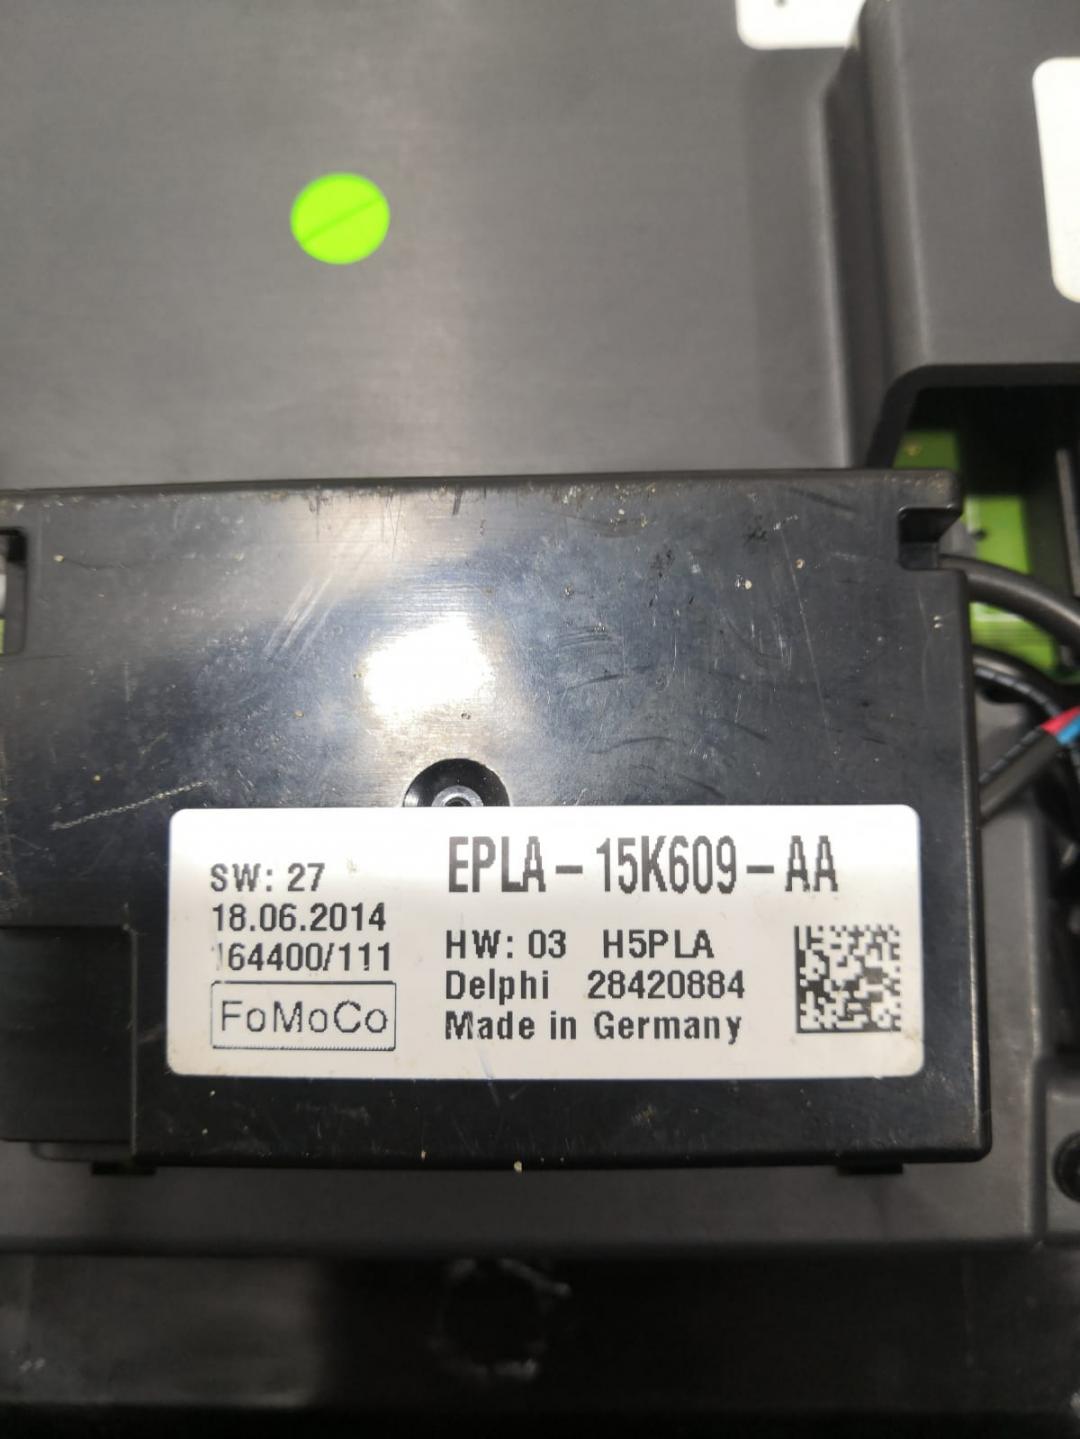 EPLA-15K609-AA
SW: 27
18.06.2014
164400/111
FoMoCo
HW: 03 H5PLA
Delphi 28420884
Made in Germany